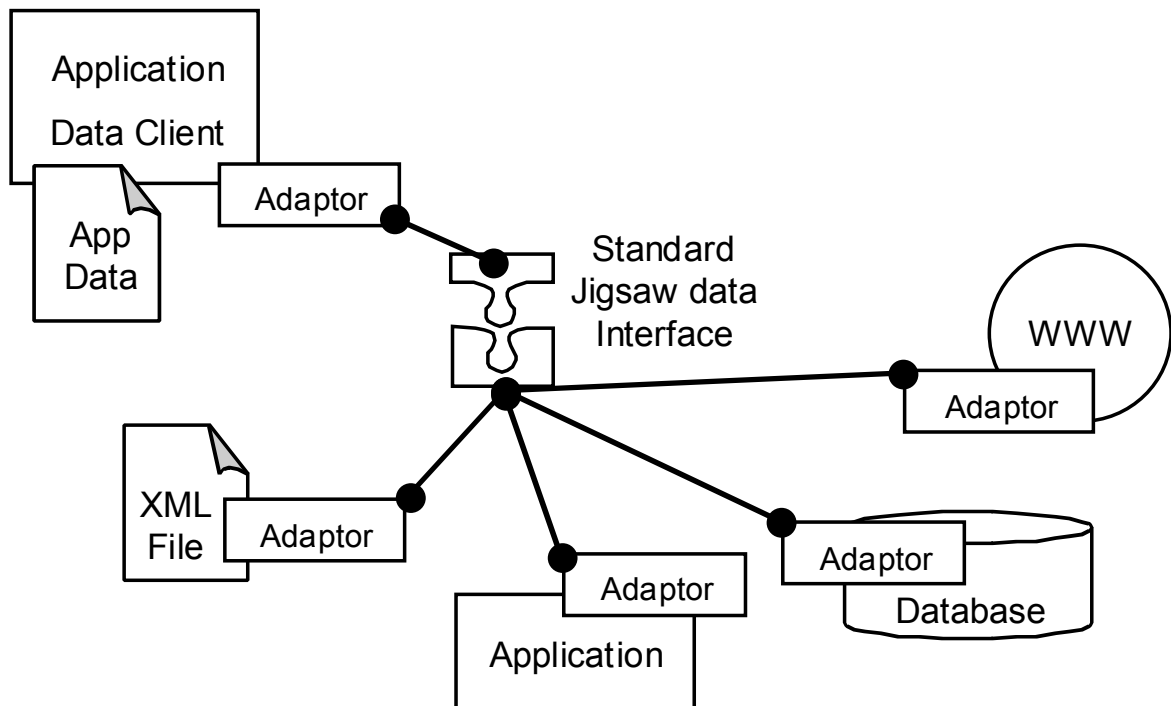 Application
Data Client
Adaptor
App
Data
Standard
Jigsaw data
Interface
WWW
Adaptor
XML
File
Adaptor
Adaptor
Application
Adaptor
Database